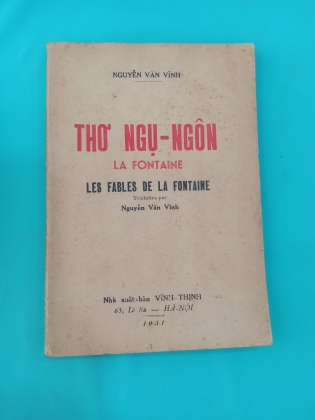 NGUYỄN VĂN VĨNH
THƠ NGỤ-NGÔN
LA FONTAINE
LES FABLES DE LA FONTAINE
Traduites par
Nguyễn Văn Vĩnh
Nhà xuất-bản VĨNH-THỊNH
63, Lò Sũ — HÀ-NỘI
1951